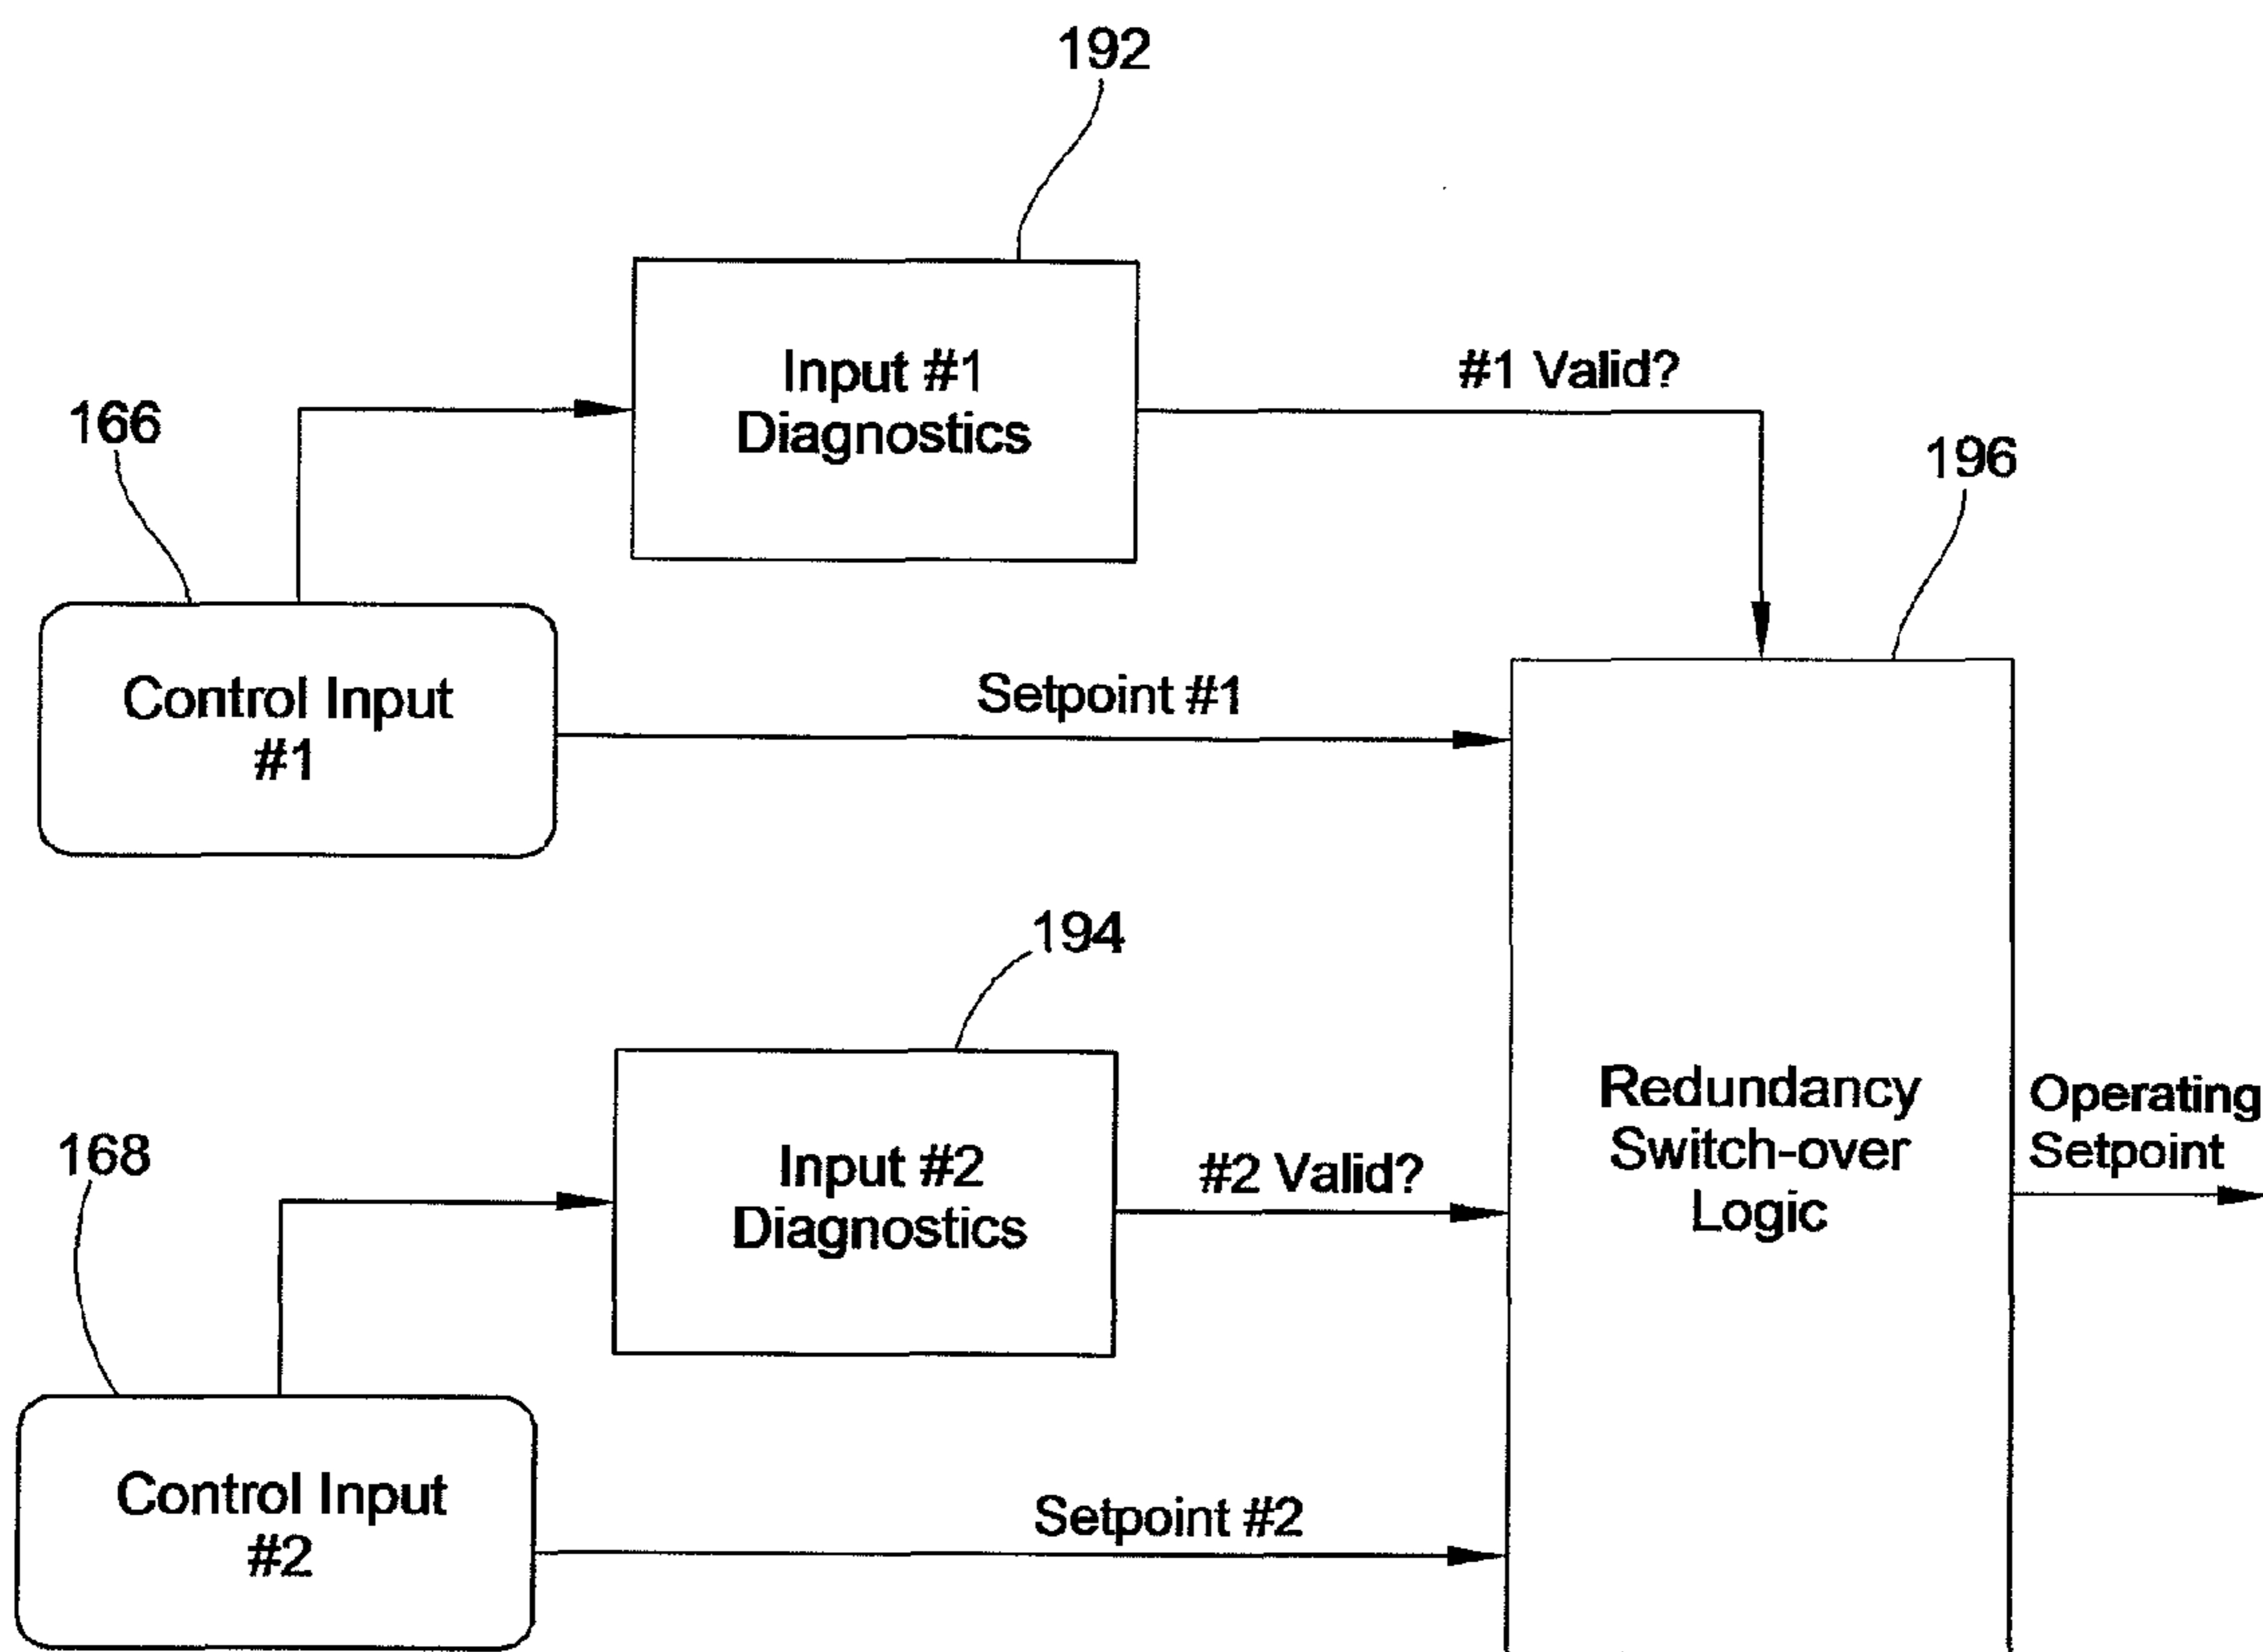 192
Input #1
Diagnostics
#1 Valid?
166
196
Control Input
#1
Setpoint #1
194
Input #2
Diagnostics
#2 Valid?
Redundancy
Switch-over
Logic
Operating
Setpoint
168
Control Input
#2
Setpoint #2